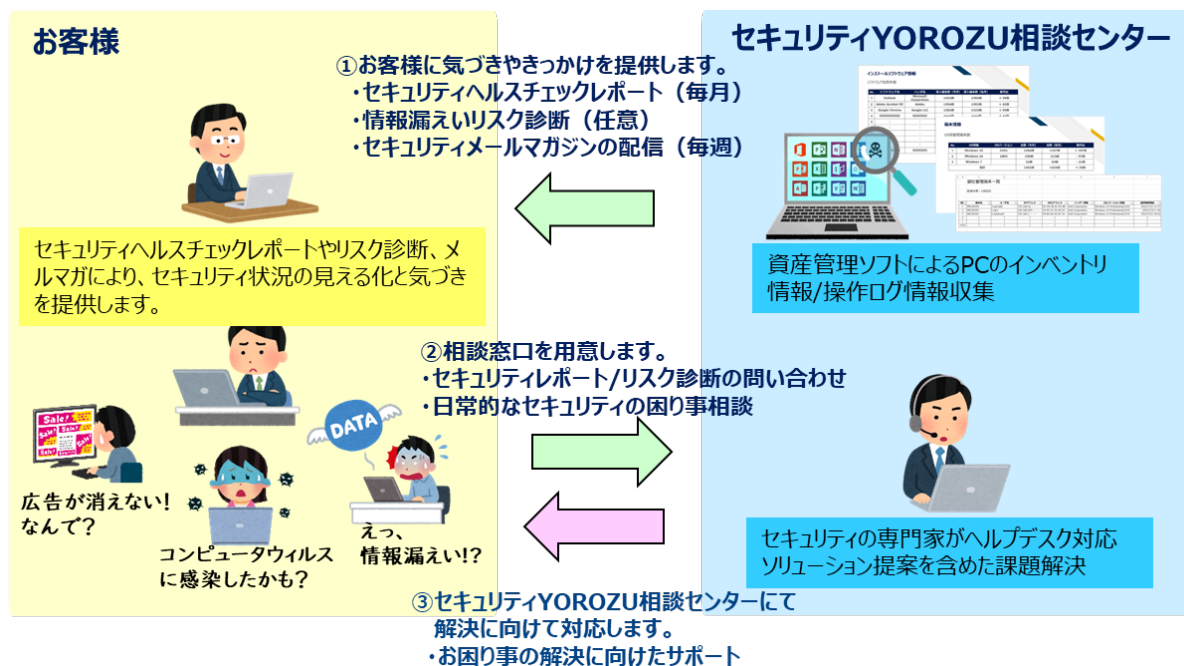 お客様
セキュリティYOROZU相談センター
①お客様に気づきやきっかけを提供します。
・セキュリティヘルスチェックレポート（毎月）
・情報漏えいリスク診断（任意）
・セキュリティメールマガジンの配信（毎週）
インストールソフトウェア情報
セキュリティヘルスチェックレポートやリスク診断、メ
ルマガにより、セキュリティ状況の見える化と気づき
を提供します。
資産管理ソフトによるPCのインベントリ
情報/操作ログ情報収集
②相談窓口を用意します。
・セキュリティレポート/リスク診断の問い合わせ
・日常的なセキュリティの困り事相談
Sale!
DATA
広告が消えない!
なんで?
コンピュータウィルス
に感染したかも?
えっ、
情報漏えい!?
セキュリティの専門家がヘルプデスク対応
ソリューション提案を含めた課題解決
③セキュリティYOROZU相談センターにて
解決に向けて対応します。
・お困り事の解決に向けたサポート